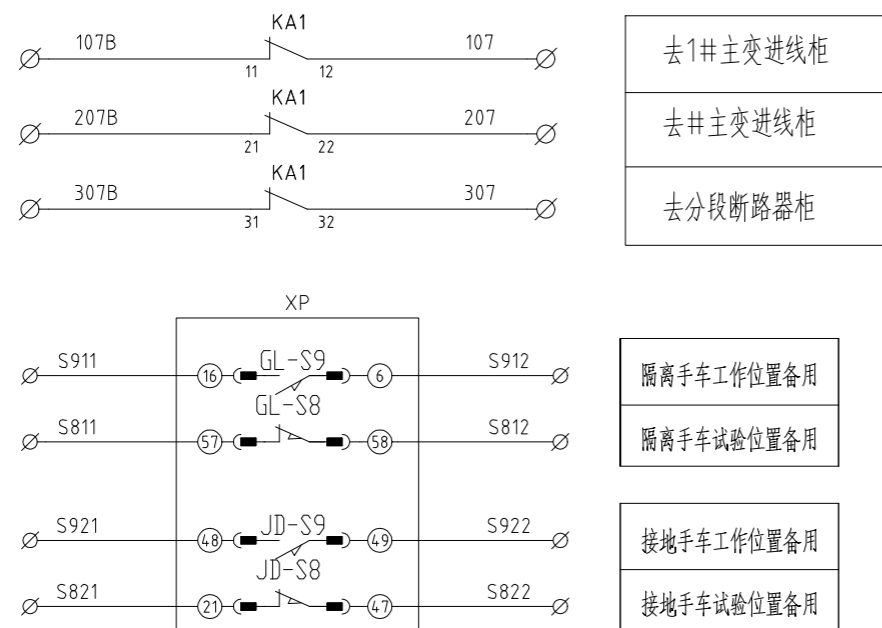 KA1
107B 107 去1#主变进线柜
11 12
KA1
207B 207 去#主变进线柜
21 22
KA1
307B 307 去分段断路器柜
31 32
XP
S911 16 GL-S9 6 S912 隔离手车工作位置备用
S811 57 GL-S8 58 S812 隔离手车试验位置备用
S921 48 JD-S9 49 S922 接地手车工作位置备用
S821 21 JD-S8 47 S822 接地手车试验位置备用